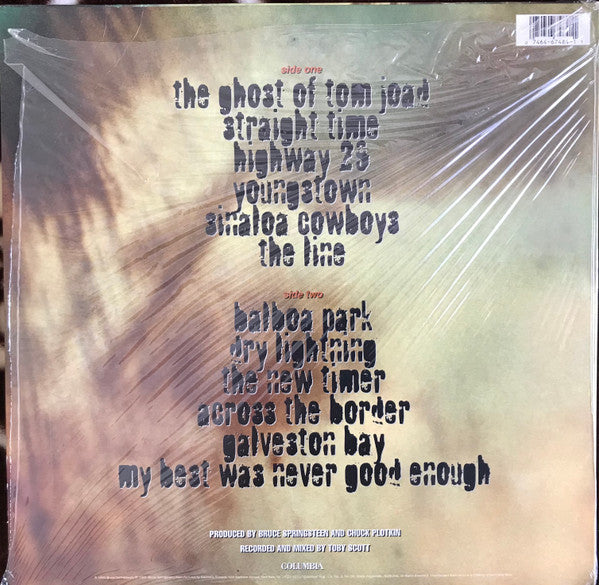 side one
the ghost of tom joad
straight time
highway 29
youngstown
sinaloa cowboys
the line
side two
balboa park
dry lightning
the new timer
across the border
galveston bay
my best was never good enough
PRODUCED BY BRUCE SPRINGSTEEN AND CHUCK PLOTKIN
RECORDED AND MIXED BY TOBY SCOTT
COLUMBIA